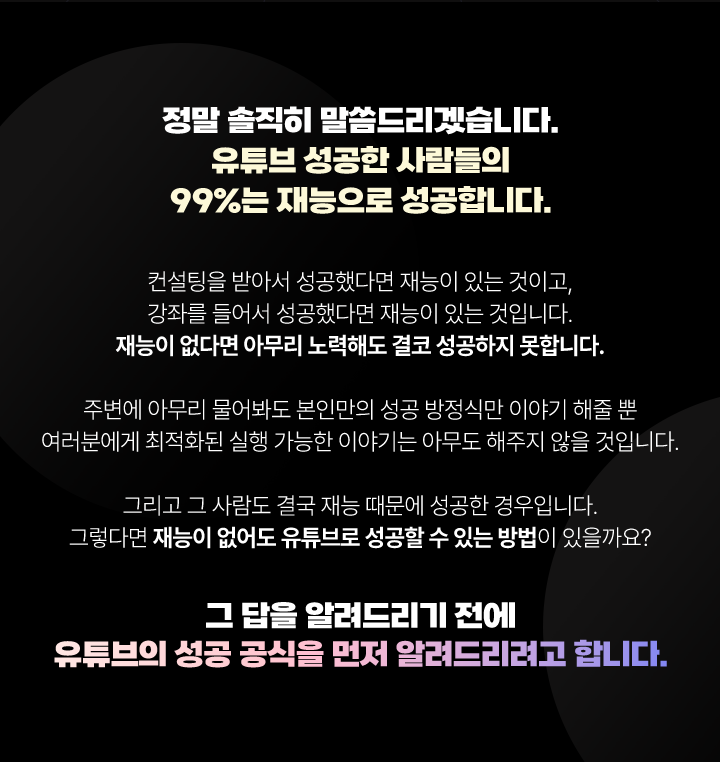 정말 솔직히 말씀드리겠습니다.
유튜브 성공한 사람들의
99%는 재능으로 성공합니다.
컨설팅을 받아서 성공했다면 재능이 있는 것이고,
강좌를 들어서 성공했다면 재능이 있는 것입니다.
재능이 없다면 아무리 노력해도 결코 성공하지 못합니다.
주변에 아무리 물어봐도 본인만의 성공 방정식만 이야기 해줄 뿐
여러분에게 최적화된 실행 가능한 이야기는 아무도 해주지 않을 것입니다.
그리고 그 사람도 결국 재능 때문에 성공한 경우입니다.
그렇다면 재능이 없어도 유튜브로 성공할 수 있는 방법이 있을까요?
그 답을 알려드리기 전에
유튜브의 성공 공식을 먼저 알려드리려고 합니다.